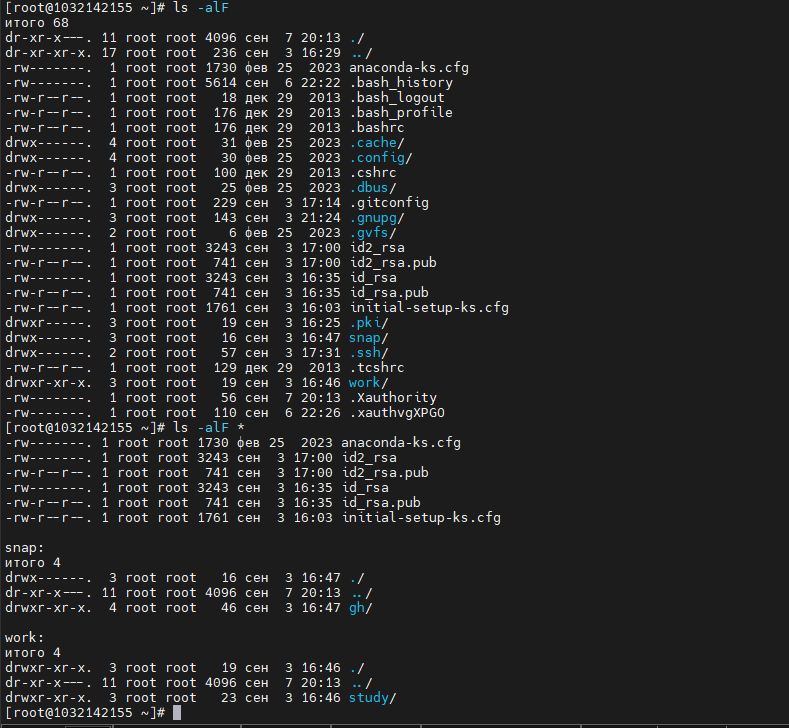 [root@1032142155 ~]# ls -alF
итого 68
dr-xr-x---. 11 root root 4096 сен  7 20:13 ./
dr-xr-xr-x. 17 root root  236 сен  3 16:29 ../
-rw-------.  1 root root 1730 фев 25  2023 anaconda-ks.cfg
-rw-------.  1 root root 5614 сен  6 22:22 .bash_history
-rw-r--r--.  1 root root   18 дек 29  2013 .bash_logout
-rw-r--r--.  1 root root  176 дек 29  2013 .bash_profile
-rw-r--r--.  1 root root  176 дек 29  2013 .bashrc
drwx------.  4 root root   31 фев 25  2023 .cache/
drwx------.  4 root root   30 фев 25  2023 .config/
-rw-r--r--.  1 root root  100 дек 29  2013 .cshrc
drwx------.  3 root root   25 фев 25  2023 .dbus/
-rw-r--r--.  1 root root  229 сен  3 17:14 .gitconfig
drwx------.  3 root root  143 сен  3 21:24 .gnupg/
drwx------.  2 root root    6 фев 25  2023 .gvfs/
-rw-------.  1 root root 3243 сен  3 17:00 id2_rsa
-rw-r--r--.  1 root root  741 сен  3 17:00 id2_rsa.pub
-rw-------.  1 root root 3243 сен  3 16:35 id_rsa
-rw-r--r--.  1 root root  741 сен  3 16:35 id_rsa.pub
-rw-r--r--.  1 root root 1761 сен  3 16:03 initial-setup-ks.cfg
drwxr-----.  3 root root   19 сен  3 16:25 .pki/
drwx------.  3 root root   16 сен  3 16:47 snap/
drwx------.  2 root root   57 сен  3 17:31 .ssh/
-rw-r--r--.  1 root root  129 дек 29  2013 .tcshrc
drwxr-xr-x.  3 root root   19 сен  3 16:46 work/
-rw-------.  1 root root   56 сен  7 20:13 .Xauthority
-rw-------.  1 root root  110 сен  6 22:26 .xauthvgXPGO
[root@1032142155 ~]# ls -alF *
-rw-------. 1 root root 1730 фев 25  2023 anaconda-ks.cfg
-rw-------. 1 root root 3243 сен  3 17:00 id2_rsa
-rw-r--r--. 1 root root  741 сен  3 17:00 id2_rsa.pub
-rw-------. 1 root root 3243 сен  3 16:35 id_rsa
-rw-r--r--. 1 root root  741 сен  3 16:35 id_rsa.pub
-rw-r--r--. 1 root root 1761 сен  3 16:03 initial-setup-ks.cfg

snap:
итого 4
drwx------.  3 root root   16 сен  3 16:47 ./
dr-xr-x---. 11 root root 4096 сен  7 20:13 ../
drwxr-xr-x.  4 root root   46 сен  3 16:47 gh/

work:
итого 4
drwxr-xr-x.  3 root root   19 сен  3 16:46 ./
dr-xr-x---. 11 root root 4096 сен  7 20:13 ../
drwxr-xr-x.  3 root root   23 сен  3 16:46 study/
[root@1032142155 ~]#